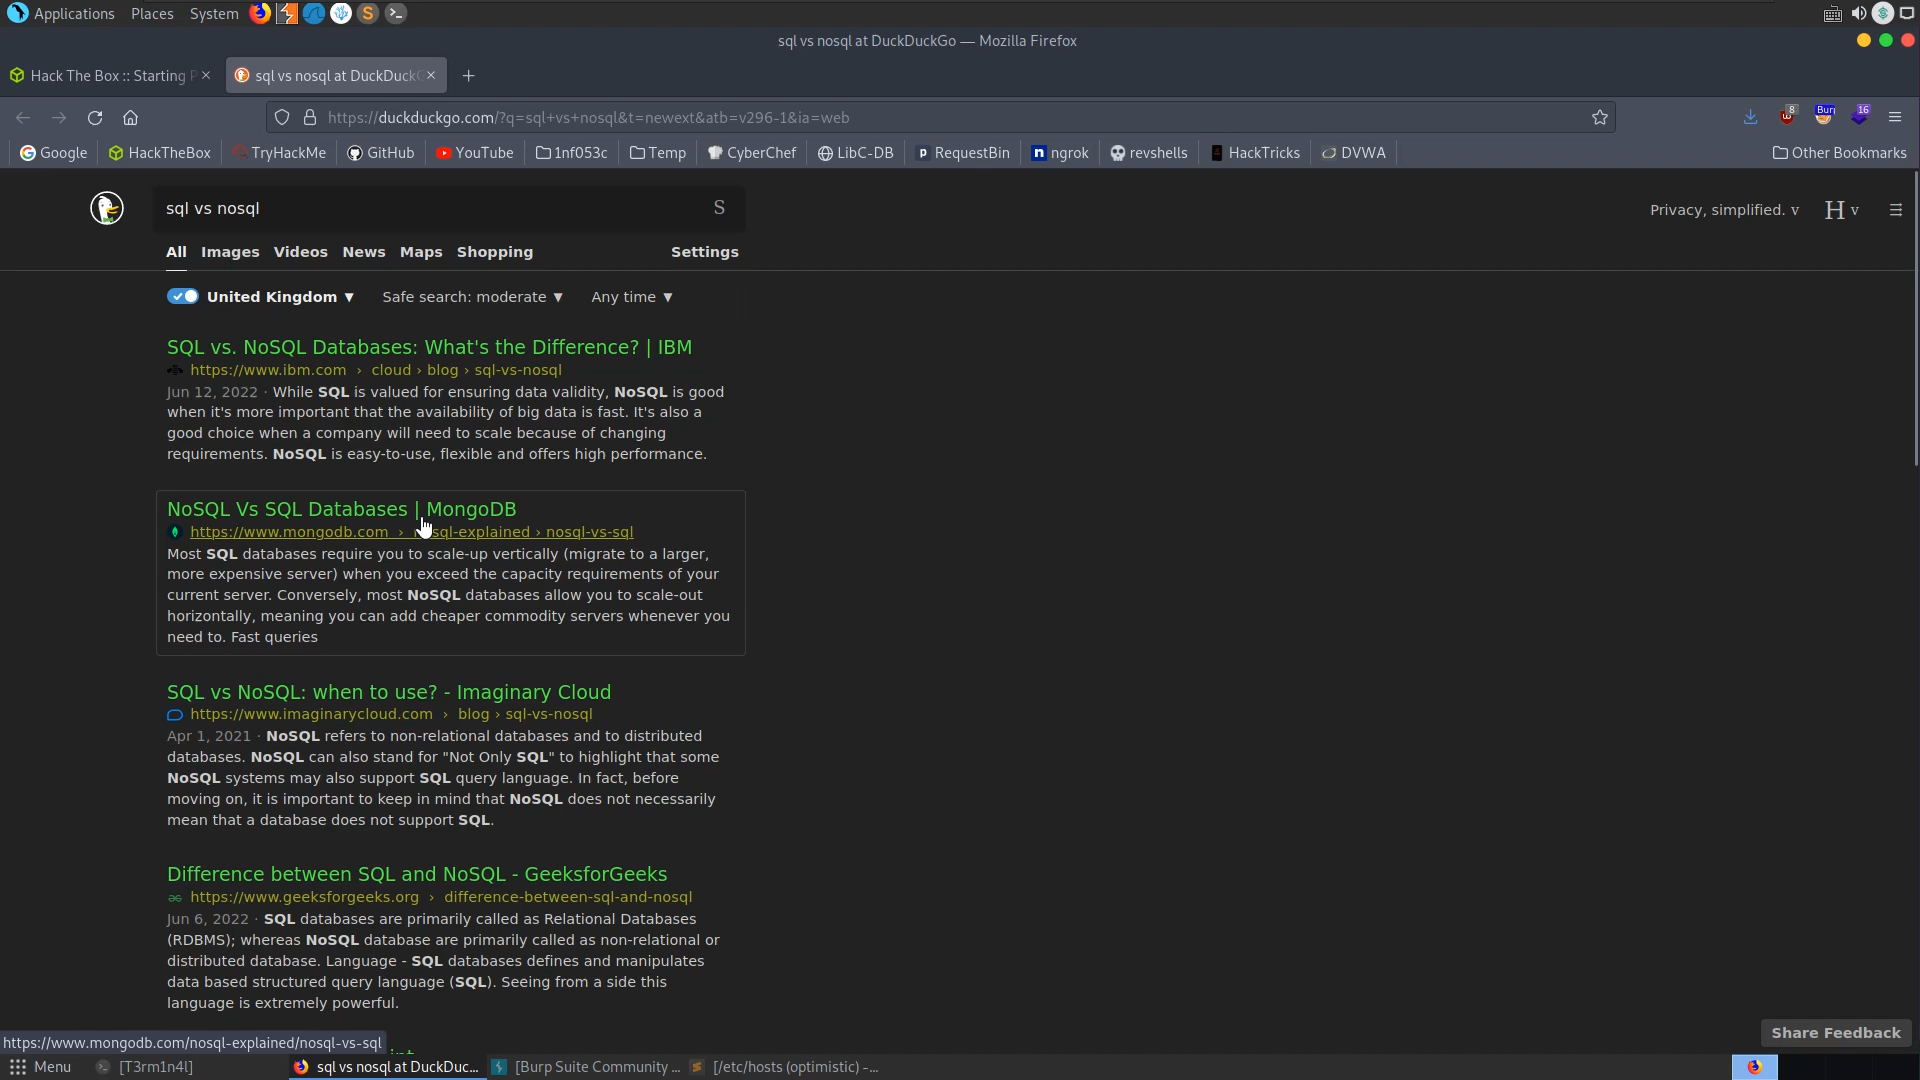 Applications Places System
sql vs nosql at DuckDuckGo — Mozilla Firefox
Hack The Box :: Starting P
sql vs nosql at DuckDuckG
https://duckduckgo.com/?q=sql+vs+nosql&t=newext&atb=v296-1&ia=web
8
Burp
16
Google HackTheBox TryHackMe GitHub YouTube 1nf053c Temp CyberChef LibC-DB RequestBin ngrok revshells HackTricks DVWA Other Bookmarks
sql vs nosql S
Privacy, simplified. v H v
All Images Videos News Maps Shopping Settings
United Kingdom ▼ Safe search: moderate ▼ Any time ▼
SQL vs. NoSQL Databases: What's the Difference? | IBM
https://www.ibm.com › cloud › blog › sql-vs-nosql
Jun 12, 2022 · While SQL is valued for ensuring data validity, NoSQL is good
when it's more important that the availability of big data is fast. It's also a
good choice when a company will need to scale because of changing
requirements. NoSQL is easy-to-use, flexible and offers high performance.
NoSQL Vs SQL Databases | MongoDB
https://www.mongodb.com › nosql-explained › nosql-vs-sql
Most SQL databases require you to scale-up vertically (migrate to a larger,
more expensive server) when you exceed the capacity requirements of your
current server. Conversely, most NoSQL databases allow you to scale-out
horizontally, meaning you can add cheaper commodity servers whenever you
need to. Fast queries
SQL vs NoSQL: when to use? - Imaginary Cloud
https://www.imaginarycloud.com › blog › sql-vs-nosql
Apr 1, 2021 · NoSQL refers to non-relational databases and to distributed
databases. NoSQL can also stand for "Not Only SQL" to highlight that some
NoSQL systems may also support SQL query language. In fact, before
moving on, it is important to keep in mind that NoSQL does not necessarily
mean that a database does not support SQL.
Difference between SQL and NoSQL - GeeksforGeeks
https://www.geeksforgeeks.org › difference-between-sql-and-nosql
Jun 6, 2022 · SQL databases are primarily called as Relational Databases
(RDBMS); whereas NoSQL database are primarily called as non-relational or
distributed database. Language - SQL databases defines and manipulates
data based structured query language (SQL). Seeing from a side this
language is extremely powerful.
Share Feedback
https://www.mongodb.com/nosql-explained/nosql-vs-sql
Menu [T3rm1n4l] sql vs nosql at DuckDuc... [Burp Suite Community ... [/etc/hosts (optimistic) -...